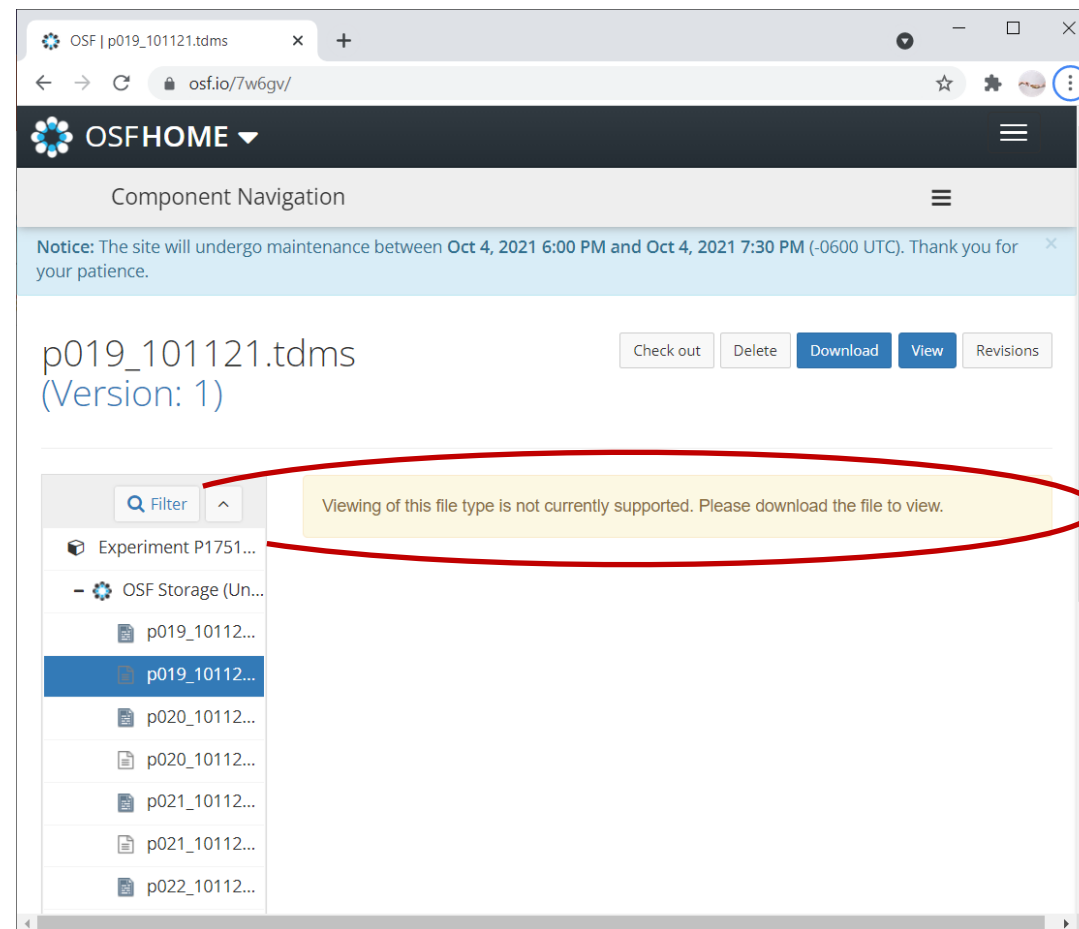 OSF | p019_101121.tdms
osf.io/7w6gv/
OSFHOME
Component Navigation
Notice: The site will undergo maintenance between Oct 4, 2021 6:00 PM and Oct 4, 2021 7:30 PM (-0600 UTC). Thank you for
your patience.
p019_101121.tdms
(Version: 1)
Check out Delete Download View Revisions
Filter
Viewing of this file type is not currently supported. Please download the file to view.
Experiment P1751...
OSF Storage (Un...
p019_10112...
p019_10112...
p020_10112...
p020_10112...
p021_10112...
p021_10112...
p022_10112...